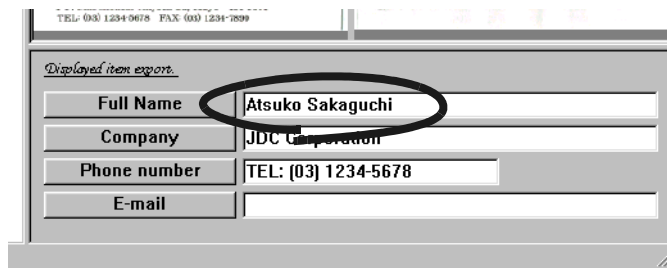 TEL: (03) 1234-5678 FAX: (03) 1234-7899
Displayed item export.
Full Name Atsuko Sakaguchi
Company JDC Corporation
Phone number TEL: (03) 1234-5678
E-mail